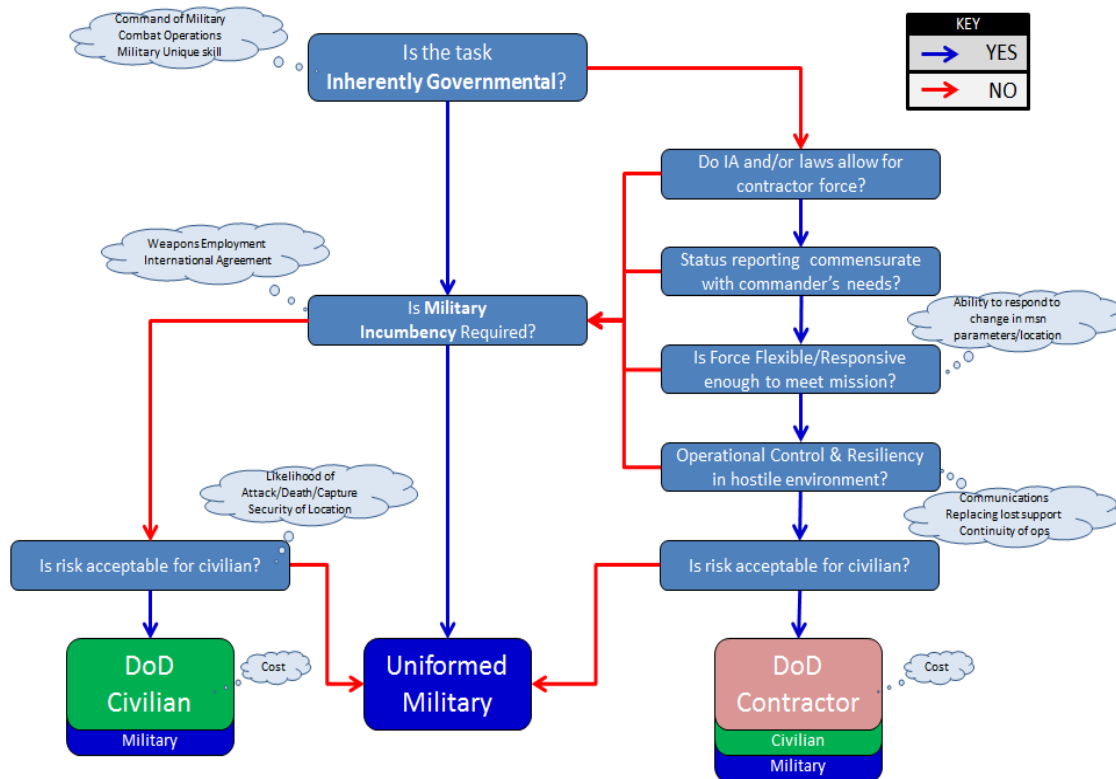 Command of Military
Combat Operations
Military Unique skill
Is the task
Inherently Governmental?
KEY
YES
NO
Do IA and/or laws allow for
contractor force?
Weapons Employment
International Agreement
Status reporting commensurate
with commander's needs?
Is Military
Incumbency Required?
Ability to respond to
change in msn
parameters/location
Is Force Flexible/Responsive
enough to meet mission?
Operational Control & Resiliency
in hostile environment?
Likelihood of
Attack/Death/Capture
Security of Location
Communications
Replacing lost support
Continuity of ops
Is risk acceptable for civilian?
Is risk acceptable for civilian?
DoD
Civilian
Military
Cost
Uniformed
Military
DoD
Contractor
Civilian
Military
Cost